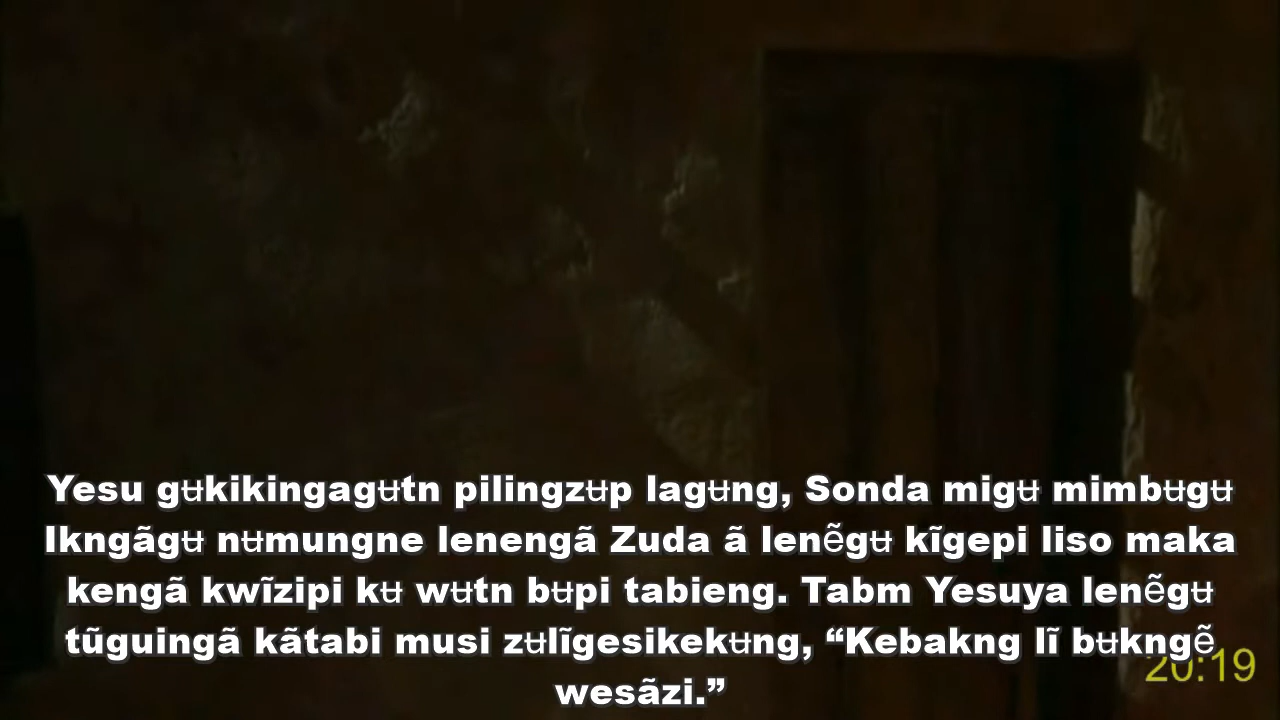 Yesu gʉkikingagʉtn pilingzʉp lagʉng, Sonda migʉ mimbʉgʉ
Ikngãgʉ nʉmungne lenengã Zuda ã lenẽgʉ kĩgepi liso maka
kengã kwĩzipi kʉ wʉtn bʉpi tabieng. Tabm Yesuya lenẽgʉ
tũguingã kãtabi musi zʉlĩgesikekʉng, “Kebakng lĩ bʉkngẽ
wesãzi.”
20:19